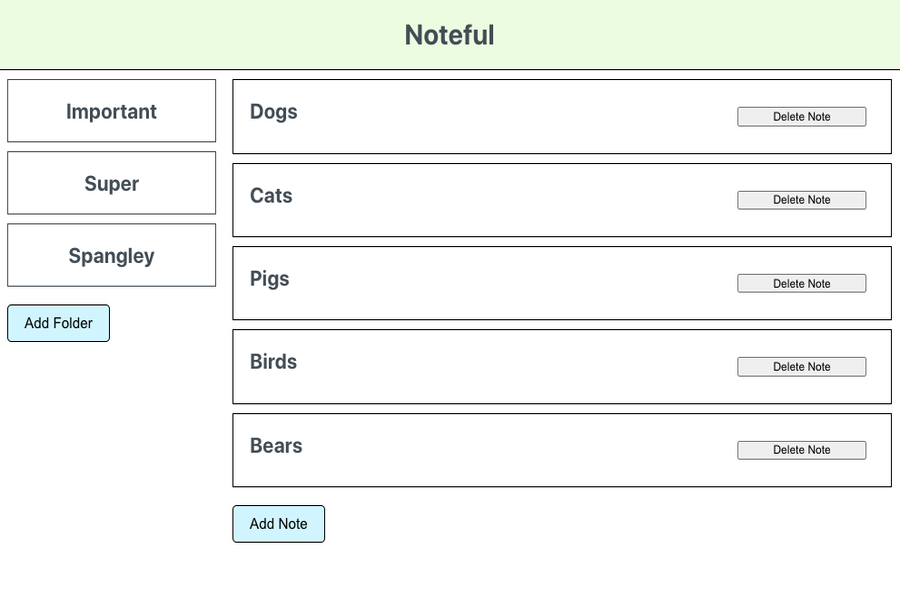 Noteful
Important
Super
Spangley
Add Folder
Dogs
Delete Note
Cats
Delete Note
Pigs
Delete Note
Birds
Delete Note
Bears
Delete Note
Add Note